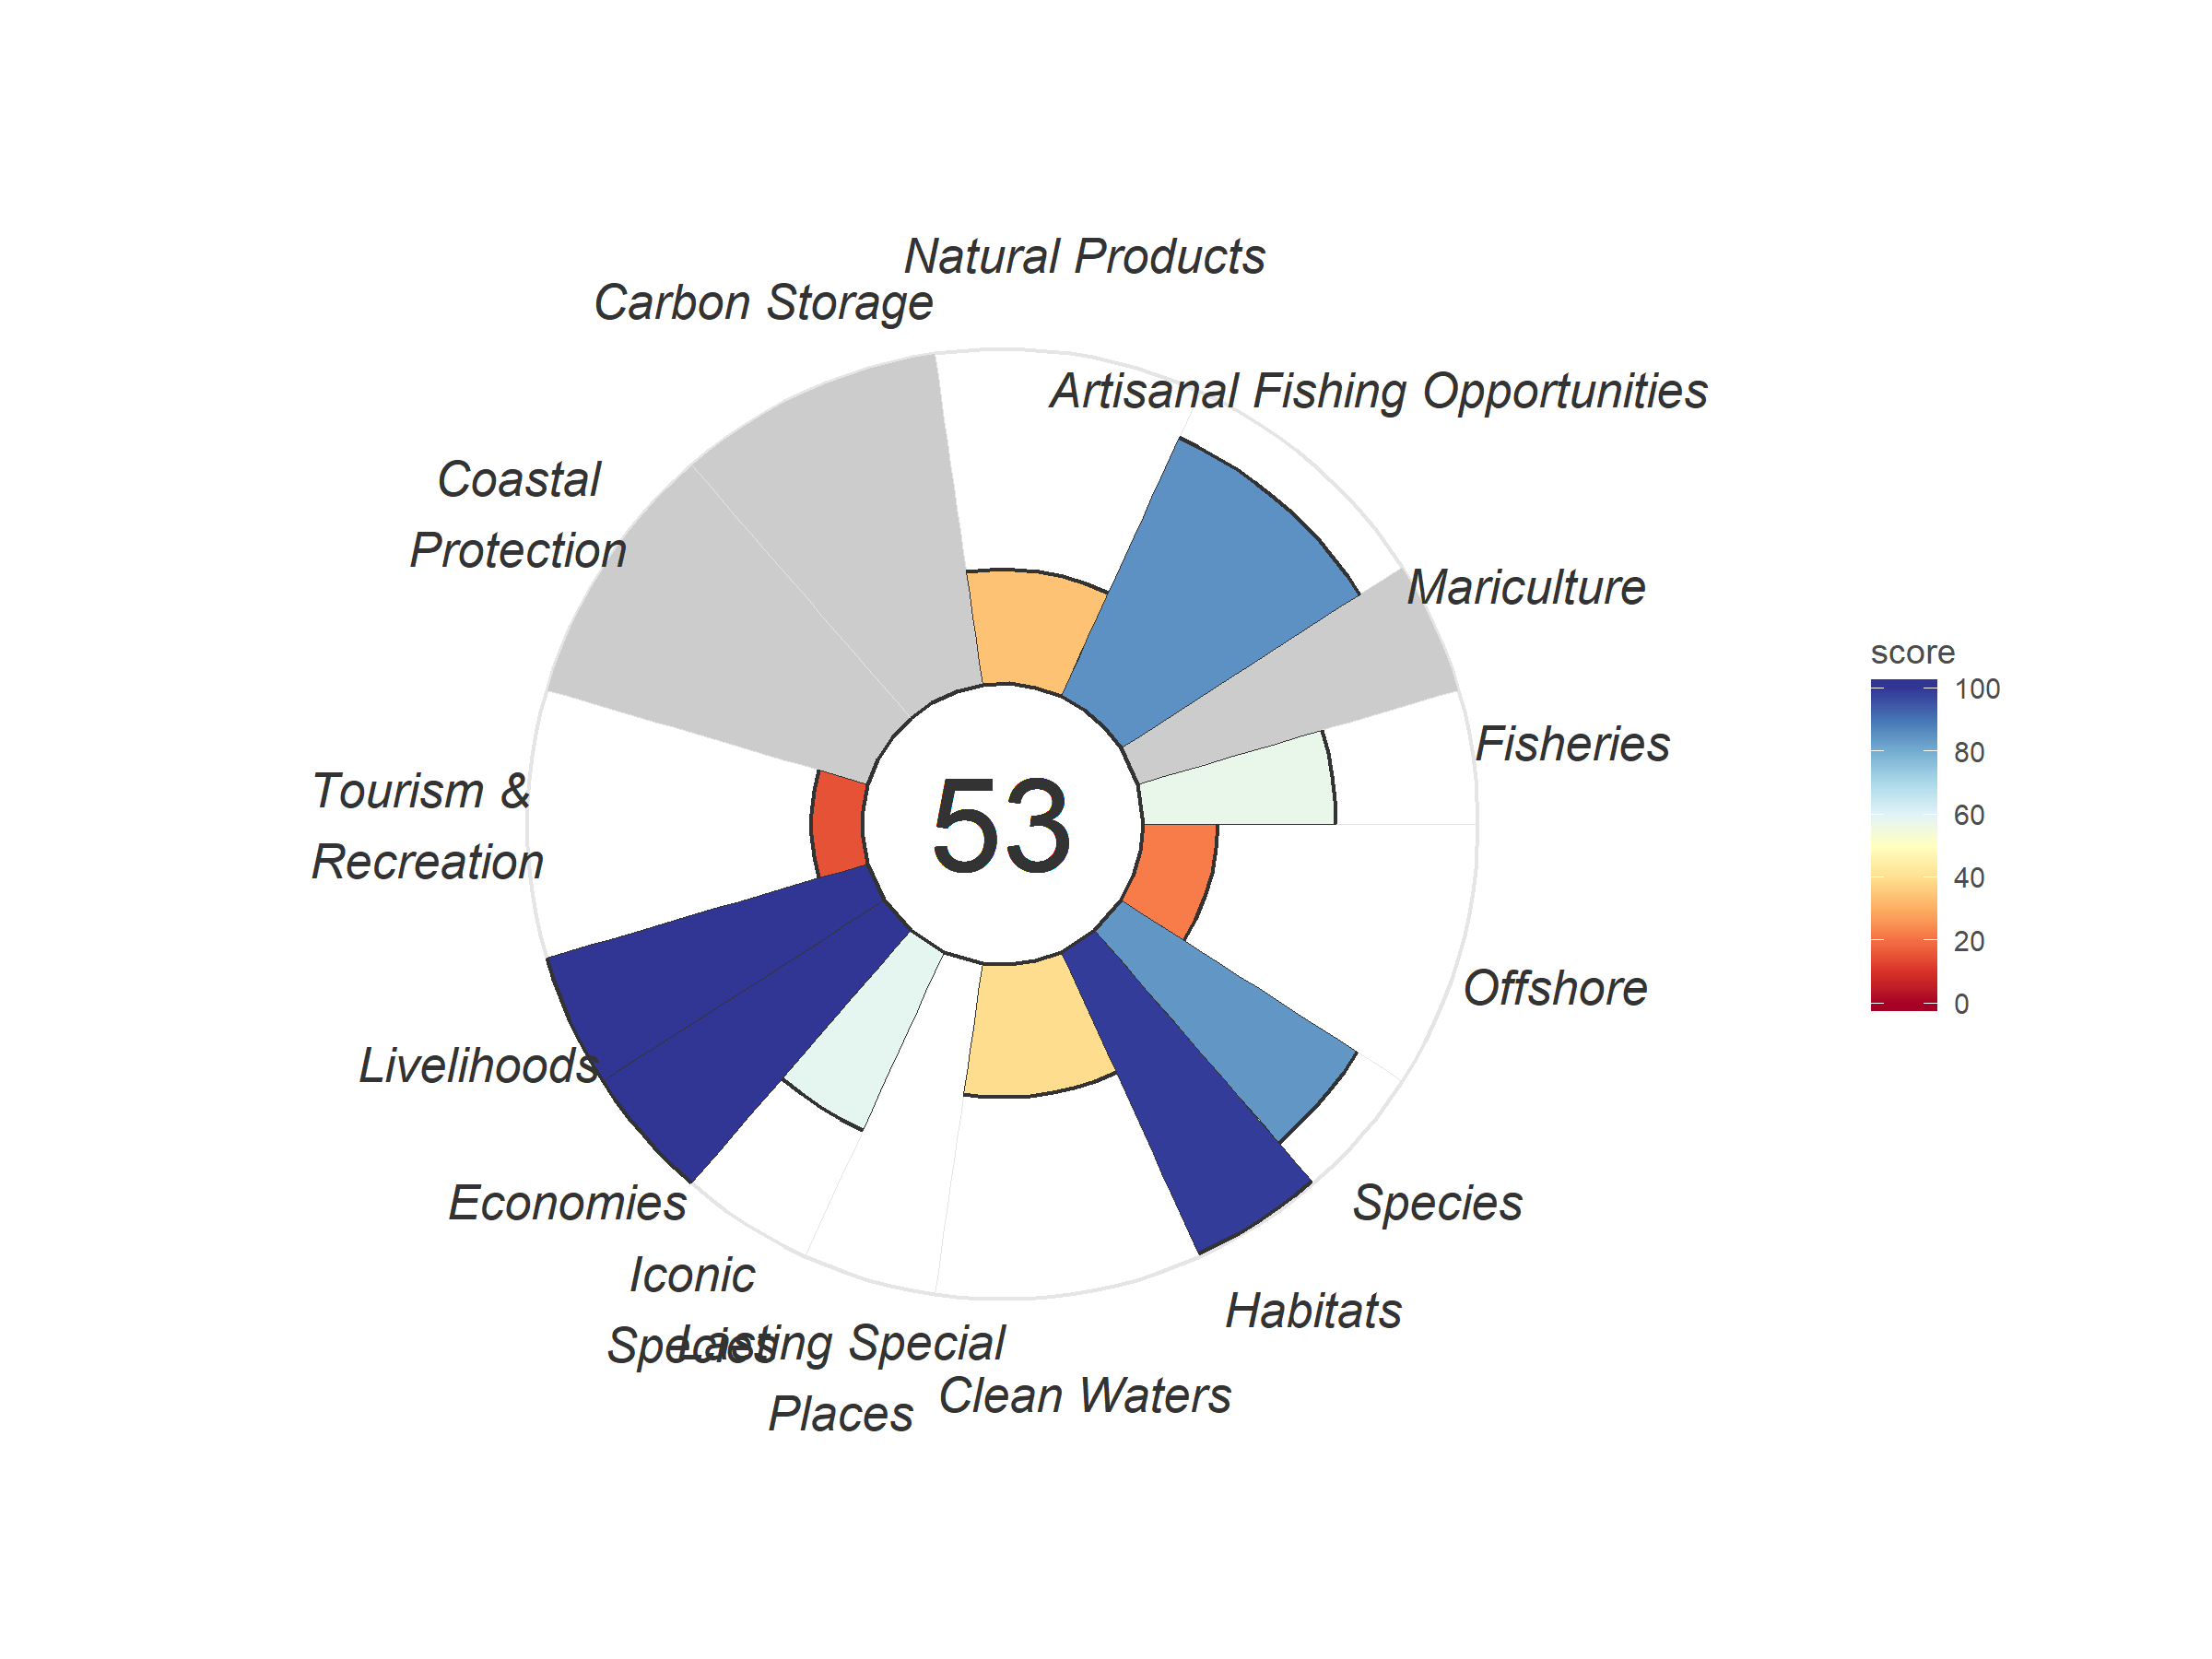 Natural Products
Carbon Storage
Artisanal Fishing Opportunities
Coastal
Protection
Mariculture
Fisheries
Tourism &
Recreation
53
Offshore
Livelihoods
Economies
Species
Iconic
Species
Habitats
Lasting Special
Places
Clean Waters
score
100
80
60
40
20
0